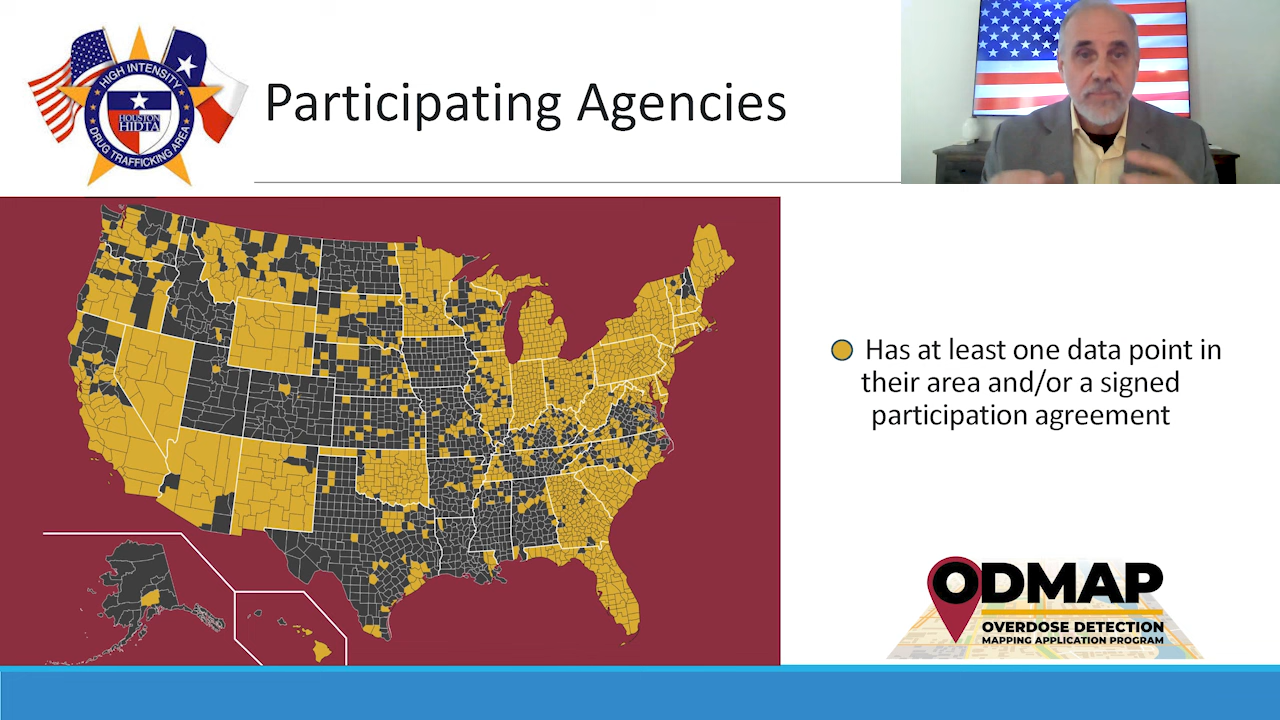 HIGH INTENSITY
HOUSTON
HIDTA
DRUG TRAFFICKING AREA
Participating Agencies
Has at least one data point in
their area and/or a signed
participation agreement
ODMAP
OVERDOSE DETECTION
MAPPING APPLICATION PROGRAM